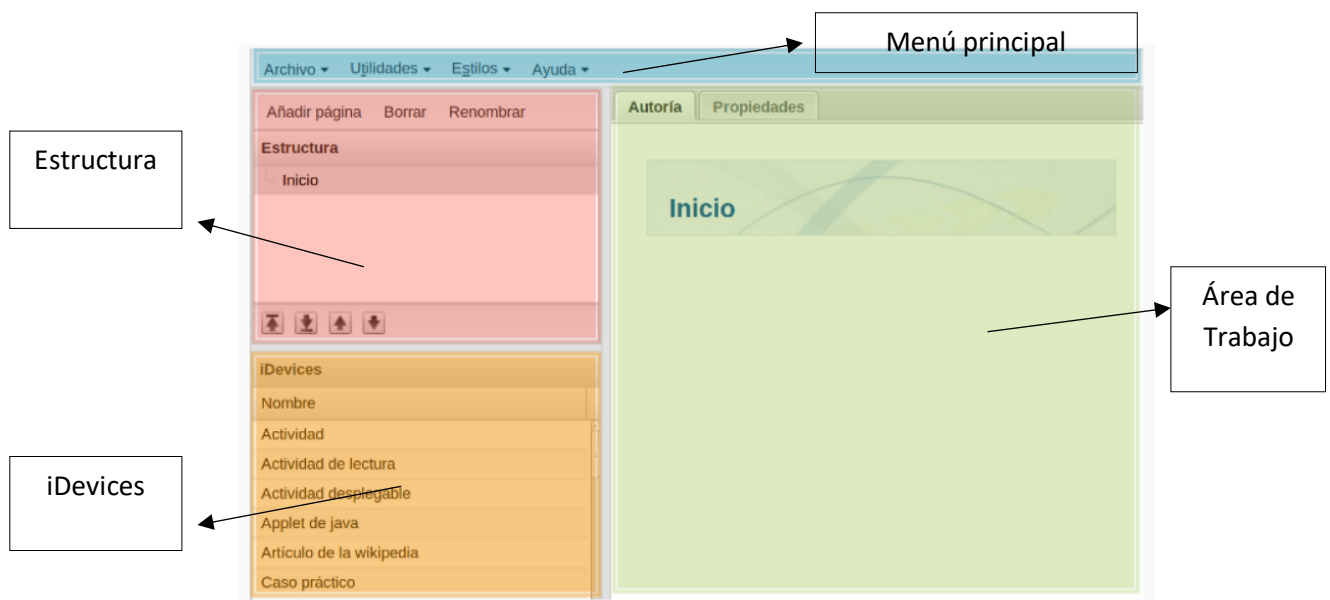 Menú principal
Archivo Utilidades Estilos Ayuda
Añadir página Borrar Renombrar
Autoría Propiedades
Estructura
Estructura
Inicio
Inicio
Área de
Trabajo
iDevices
Nombre
Actividad
Actividad de lectura
iDevices
Actividad desplegable
Applet de java
Artículo de la wikipedia
Caso práctico